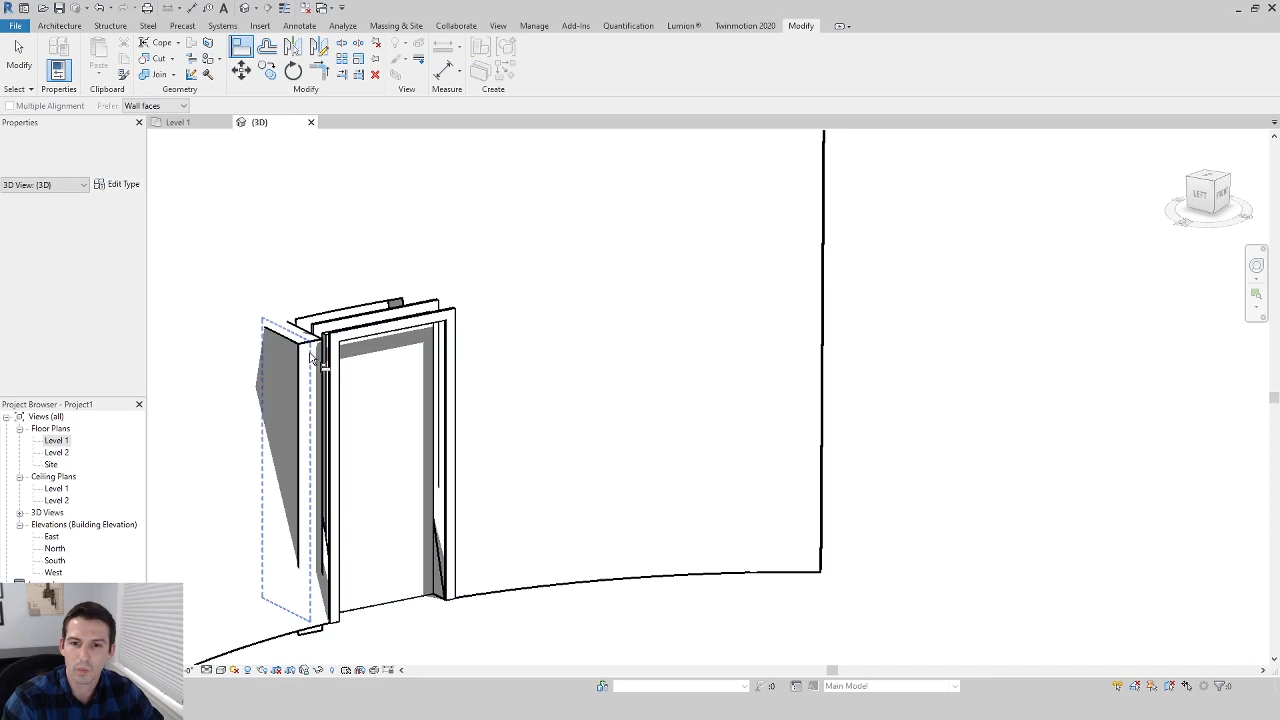 File Architecture Structure Steel Precast Systems Insert Annotate Analyze Massing & Site Collaborate View Manage Add-Ins Quantification Lumion® Twinmotion 2020 Modify
Modify
Paste
Cope
Cut
Join
Select Properties Clipboard Geometry Modify View Measure Create
Multiple Alignment Prefer: Wall faces
Properties
Level 1
{3D}
3D View: {3D}
Edit Type
LEFT
FRONT
Project Browser - Project1
Views (all)
Floor Plans
Level 1
Level 2
Site
Ceiling Plans
Level 1
Level 2
3D Views
Elevations (Building Elevation)
East
North
South
West
:0
Main Model
:0